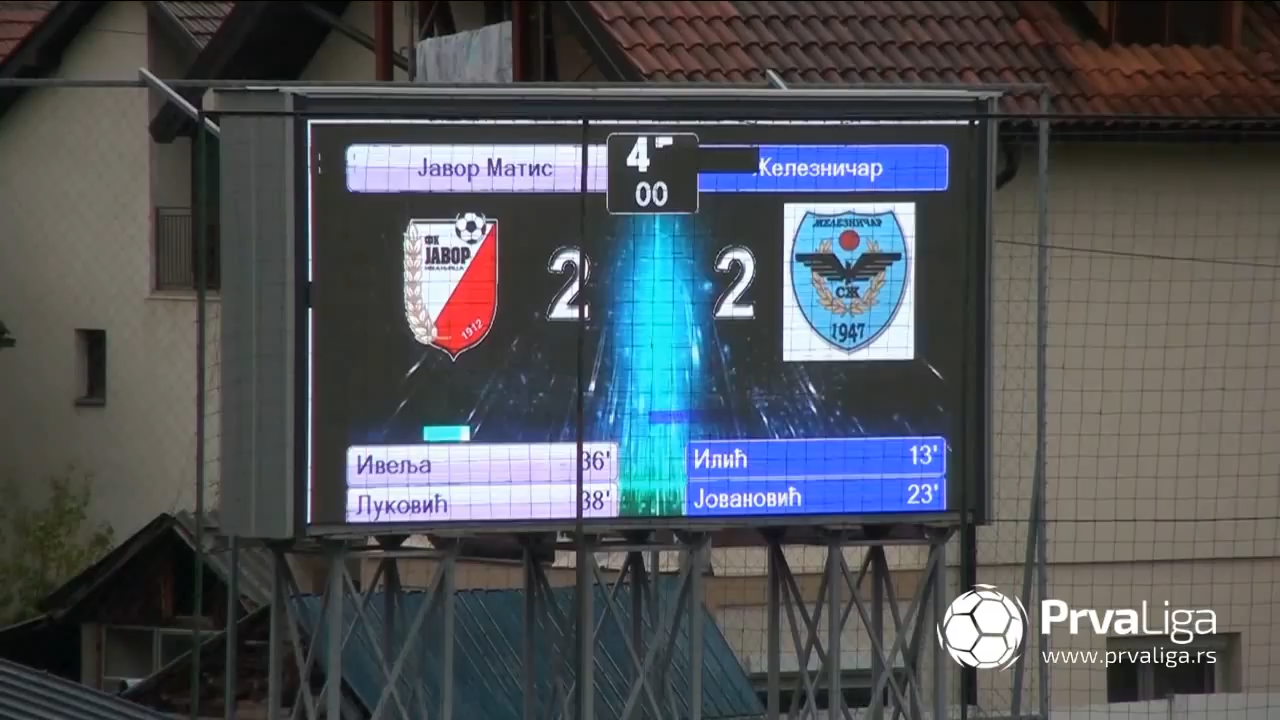 Јавор Матис
4
Железничар
00
ФК
ЈАВОР
ИВАЊИЦА
1912
2
2
СЖ
1947
Ивеља 36'
Луковић 38'
Илић 13'
Јовановић 23'
PrvaLiga
www.prvaliga.rs